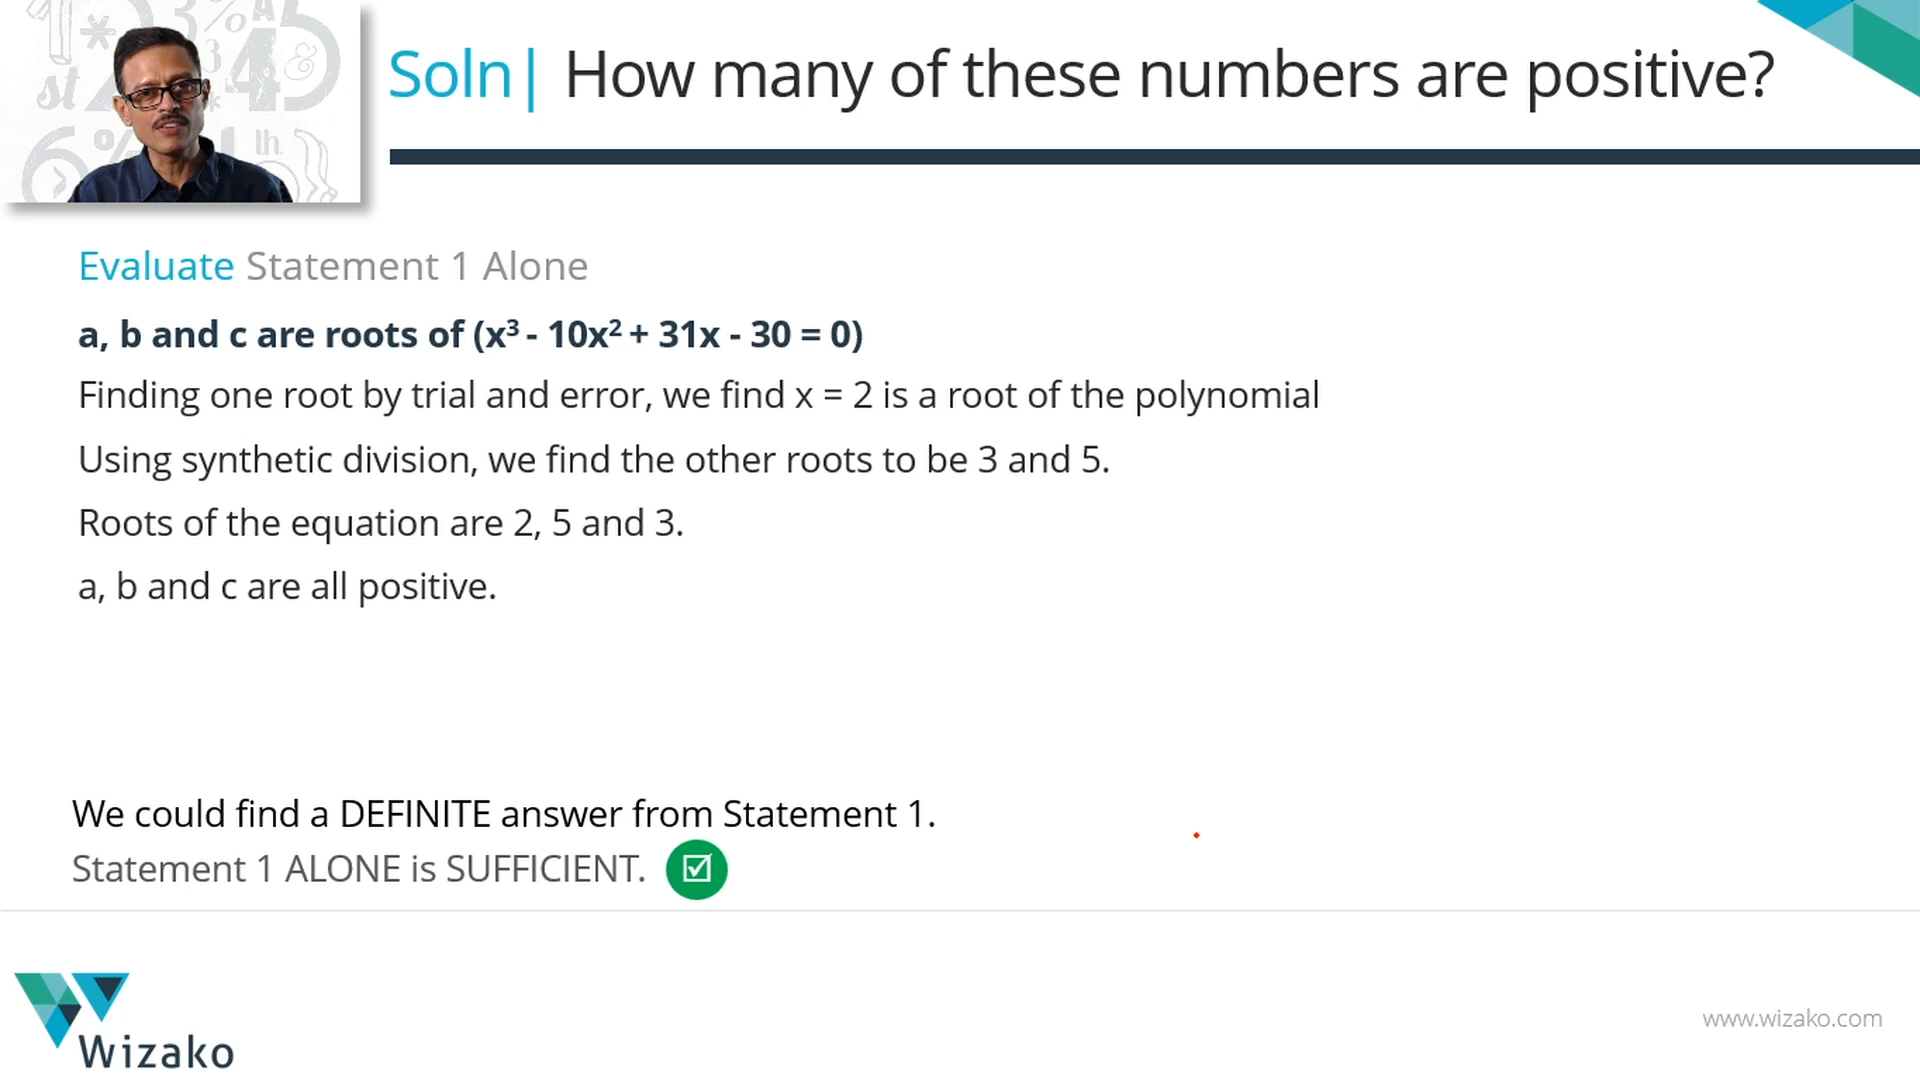 Soln| How many of these numbers are positive?
Evaluate Statement 1 Alone
a, b and c are roots of (x³ - 10x² + 31x - 30 = 0)
Finding one root by trial and error, we find x = 2 is a root of the polynomial
Using synthetic division, we find the other roots to be 3 and 5.
Roots of the equation are 2, 5 and 3.
a, b and c are all positive.
We could find a DEFINITE answer from Statement 1.
Statement 1 ALONE is SUFFICIENT.
Wizako
www.wizako.com